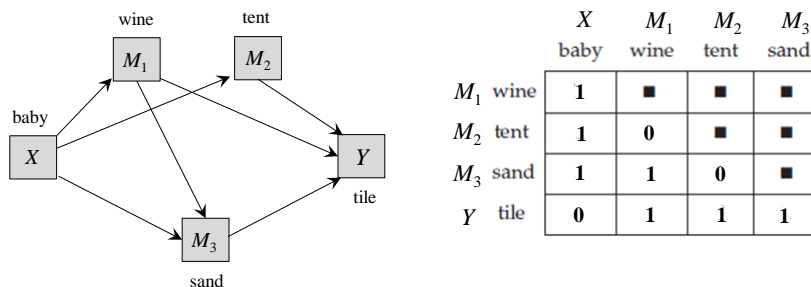 wine
tent
M₁
M₂
baby
X
Y
tile
M₃
sand
X M₁ M₂ M₃
baby wine tent sand
M₁ wine 1 ■ ■ ■
M₂ tent 1 0 ■ ■
M₃ sand 1 1 0 ■
Y tile 0 1 1 1